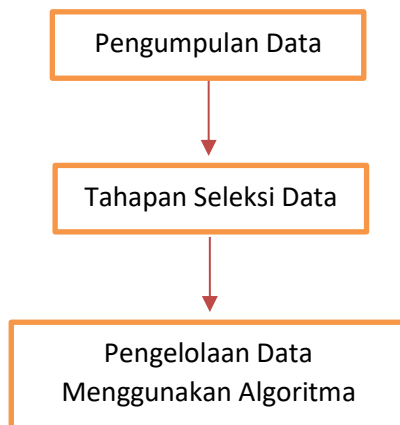 Pengumpulan Data
Tahapan Seleksi Data
Pengelolaan Data
Menggunakan Algoritma